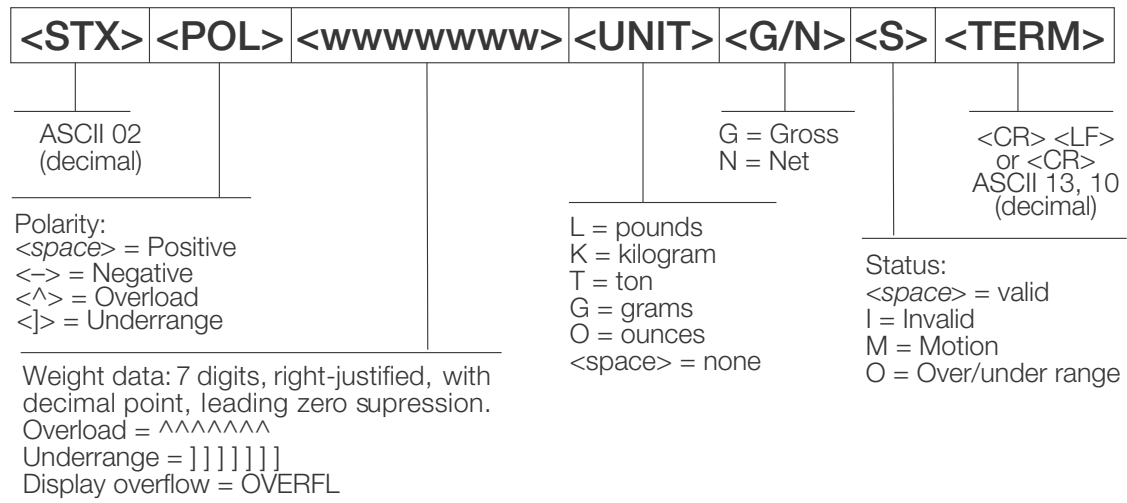 <STX> <POL> <wwwwwww> <UNIT> <G/N> <S> <TERM>
ASCII 02
(decimal)
G = Gross
N = Net
<CR> <LF>
or <CR>
ASCII 13, 10
(decimal)
Polarity:
<space> = Positive
<–> = Negative
<^> = Overload
<]> = Underrange
L = pounds
K = kilogram
T = ton
G = grams
O = ounces
<space> = none
Status:
<space> = valid
I = Invalid
M = Motion
O = Over/under range
Weight data: 7 digits, right-justified, with
decimal point, leading zero supression.
Overload = ^^^^^^^
Underrange = ] ] ] ] ] ] ]
Display overflow = OVERFL